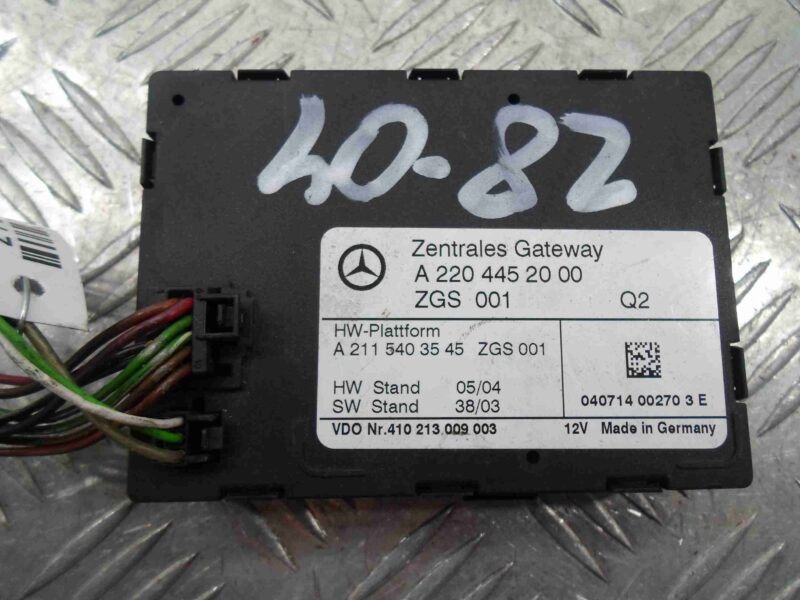 40-82
Zentrales Gateway
A 220 445 20 00
ZGS 001 Q2
HW-Plattform
A 211 540 35 45 ZGS 001
HW Stand 05/04
SW Stand 38/03
040714 00270 3 E
VDO Nr.410 213 009 003 12V Made in Germany